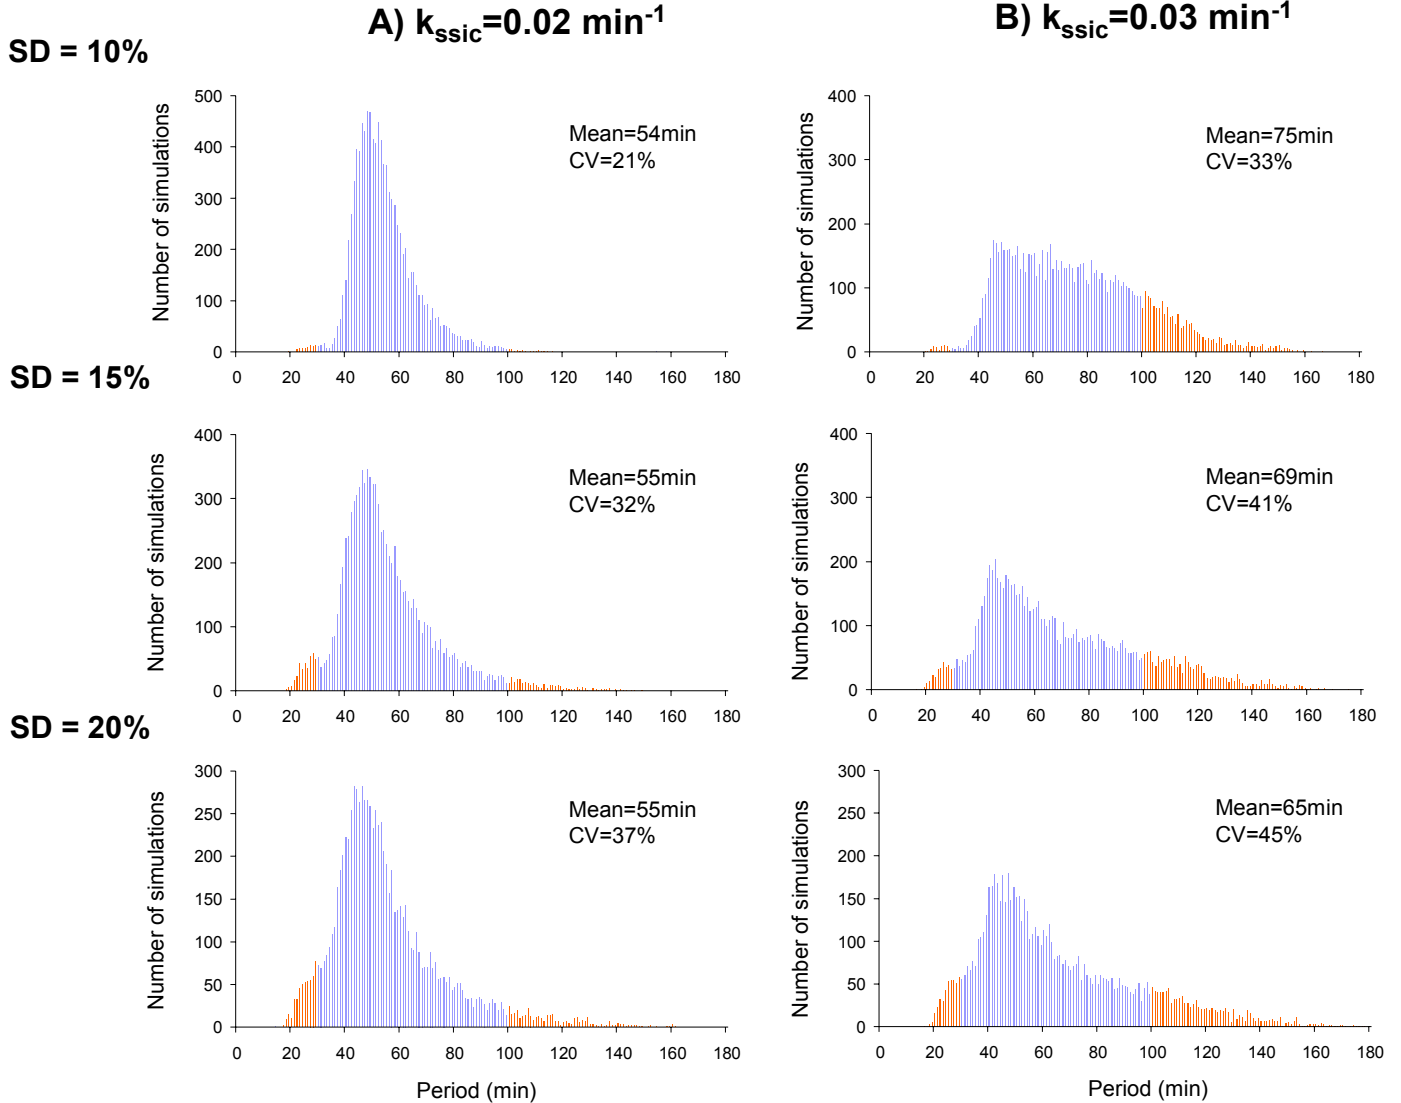 A) kssic=0.02 min-1
B) kssic=0.03 min-1
SD = 10%
Number of simulations
500
400
300
200
100
0
Mean=54min
CV=21%
0 20 40 60 80 100 120 140 160 180
Number of simulations
400
300
200
100
0
Mean=75min
CV=33%
0 20 40 60 80 100 120 140 160 180
SD = 15%
Number of simulations
400
300
200
100
0
Mean=55min
CV=32%
0 20 40 60 80 100 120 140 160 180
Number of simulations
400
300
200
100
0
Mean=69min
CV=41%
0 20 40 60 80 100 120 140 160 180
SD = 20%
Number of simulations
300
250
200
150
100
50
0
Mean=55min
CV=37%
0 20 40 60 80 100 120 140 160 180
Period (min)
Number of simulations
300
250
200
150
100
50
0
Mean=65min
CV=45%
0 20 40 60 80 100 120 140 160 180
Period (min)